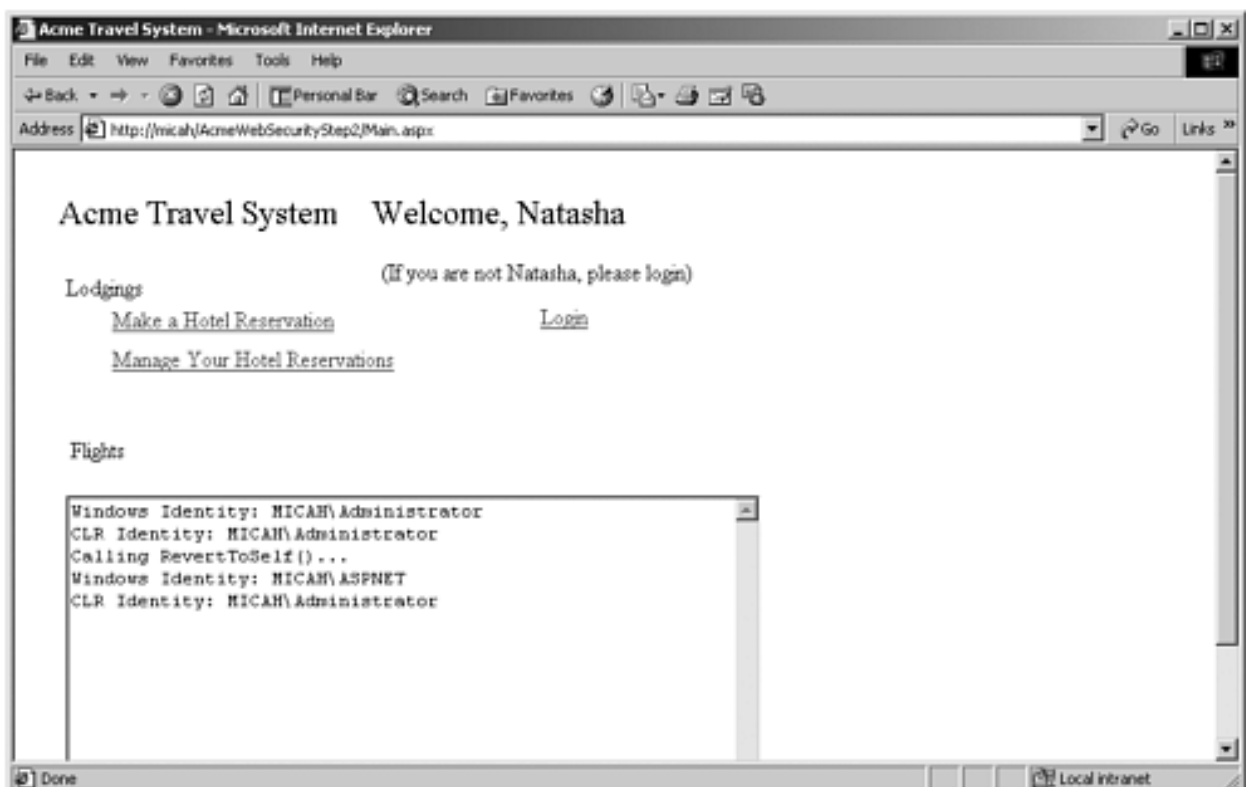 Acme Travel System - Microsoft Internet Explorer
File Edit View Favorites Tools Help
Back Personal Bar Search Favorites
Address http://micah/AcmeWebSecurityStep2/Main.aspx Go Links »
Acme Travel System Welcome, Natasha
(If you are not Natasha, please login)
Lodgings
Make a Hotel Reservation Login
Manage Your Hotel Reservations
Flights
Windows Identity: MICAH\Administrator
CLR Identity: MICAH\Administrator
Calling RevertToSelf()...
Windows Identity: MICAH\ASPNET
CLR Identity: MICAH\Administrator
Done Local intranet